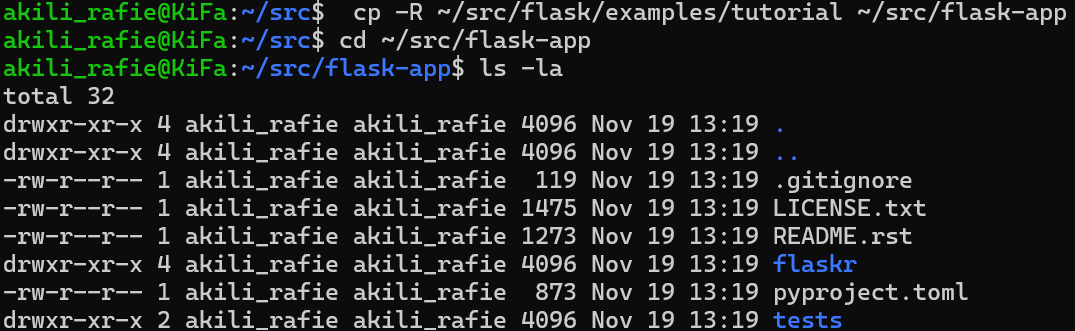 akili_rafie@KiFa:~/src$  cp -R ~/src/flask/examples/tutorial ~/src/flask-app
akili_rafie@KiFa:~/src$ cd ~/src/flask-app
akili_rafie@KiFa:~/src/flask-app$ ls -la
total 32
drwxr-xr-x 4 akili_rafie akili_rafie 4096 Nov 19 13:19 .
drwxr-xr-x 4 akili_rafie akili_rafie 4096 Nov 19 13:19 ..
-rw-r--r-- 1 akili_rafie akili_rafie  119 Nov 19 13:19 .gitignore
-rw-r--r-- 1 akili_rafie akili_rafie 1475 Nov 19 13:19 LICENSE.txt
-rw-r--r-- 1 akili_rafie akili_rafie 1273 Nov 19 13:19 README.rst
drwxr-xr-x 4 akili_rafie akili_rafie 4096 Nov 19 13:19 flaskr
-rw-r--r-- 1 akili_rafie akili_rafie  873 Nov 19 13:19 pyproject.toml
drwxr-xr-x 2 akili_rafie akili_rafie 4096 Nov 19 13:19 tests